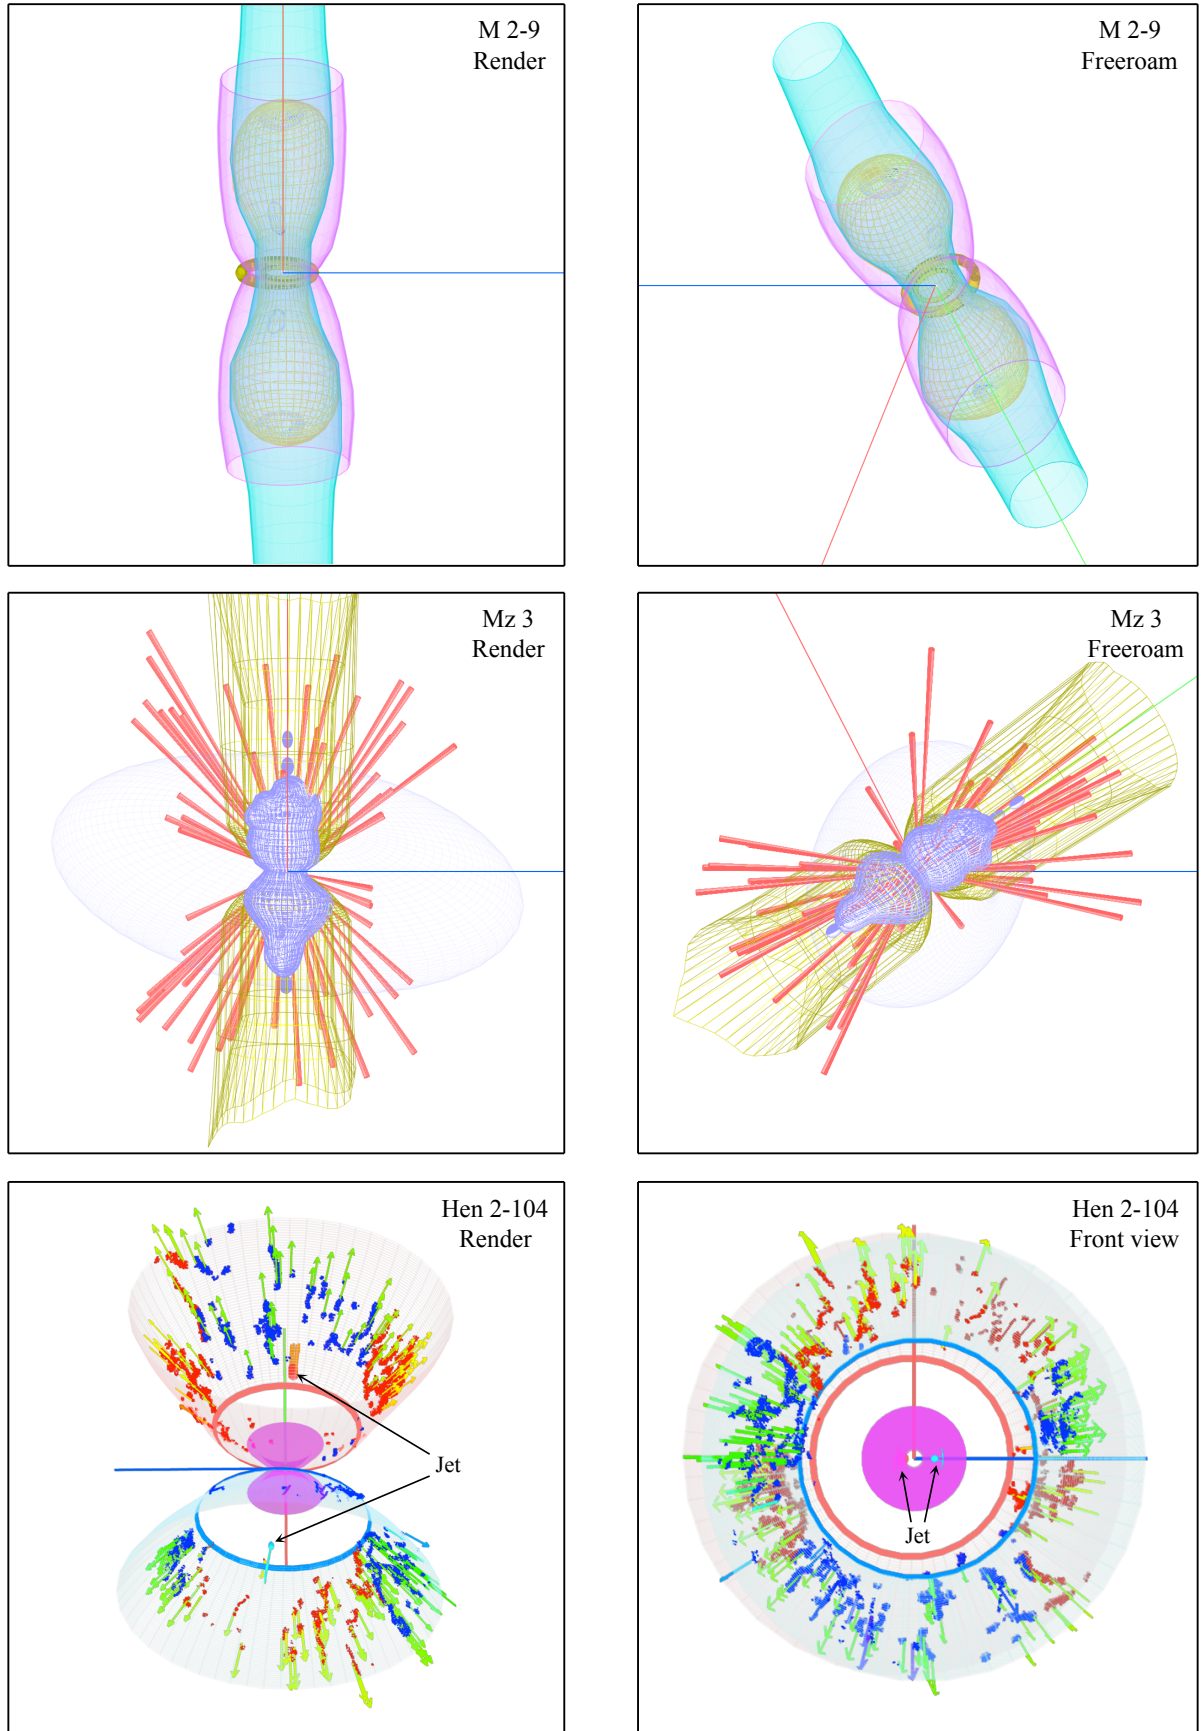 M 2-9
Render
M 2-9
Freeroam
Mz 3
Render
Mz 3
Freeroam
Hen 2-104
Render
Jet
Hen 2-104
Front view
Jet